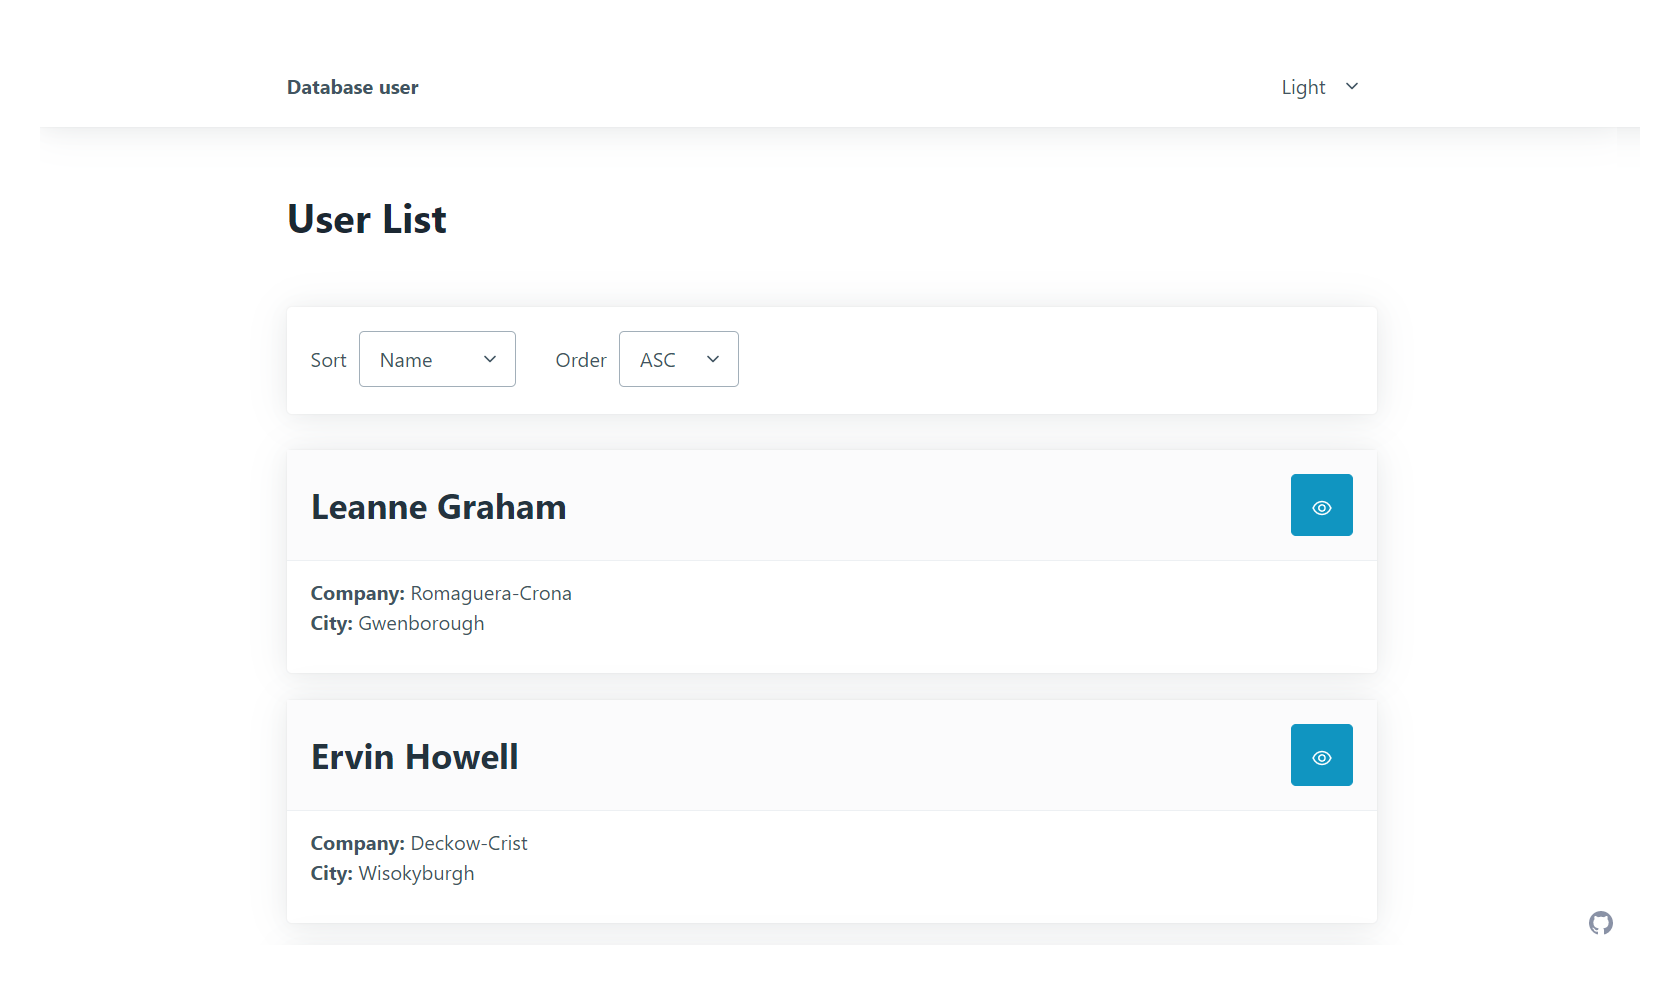 Database user
Light
User List
Sort Name Order ASC
Leanne Graham
Company: Romaguera-Crona
City: Gwenborough
Ervin Howell
Company: Deckow-Crist
City: Wisokyburgh